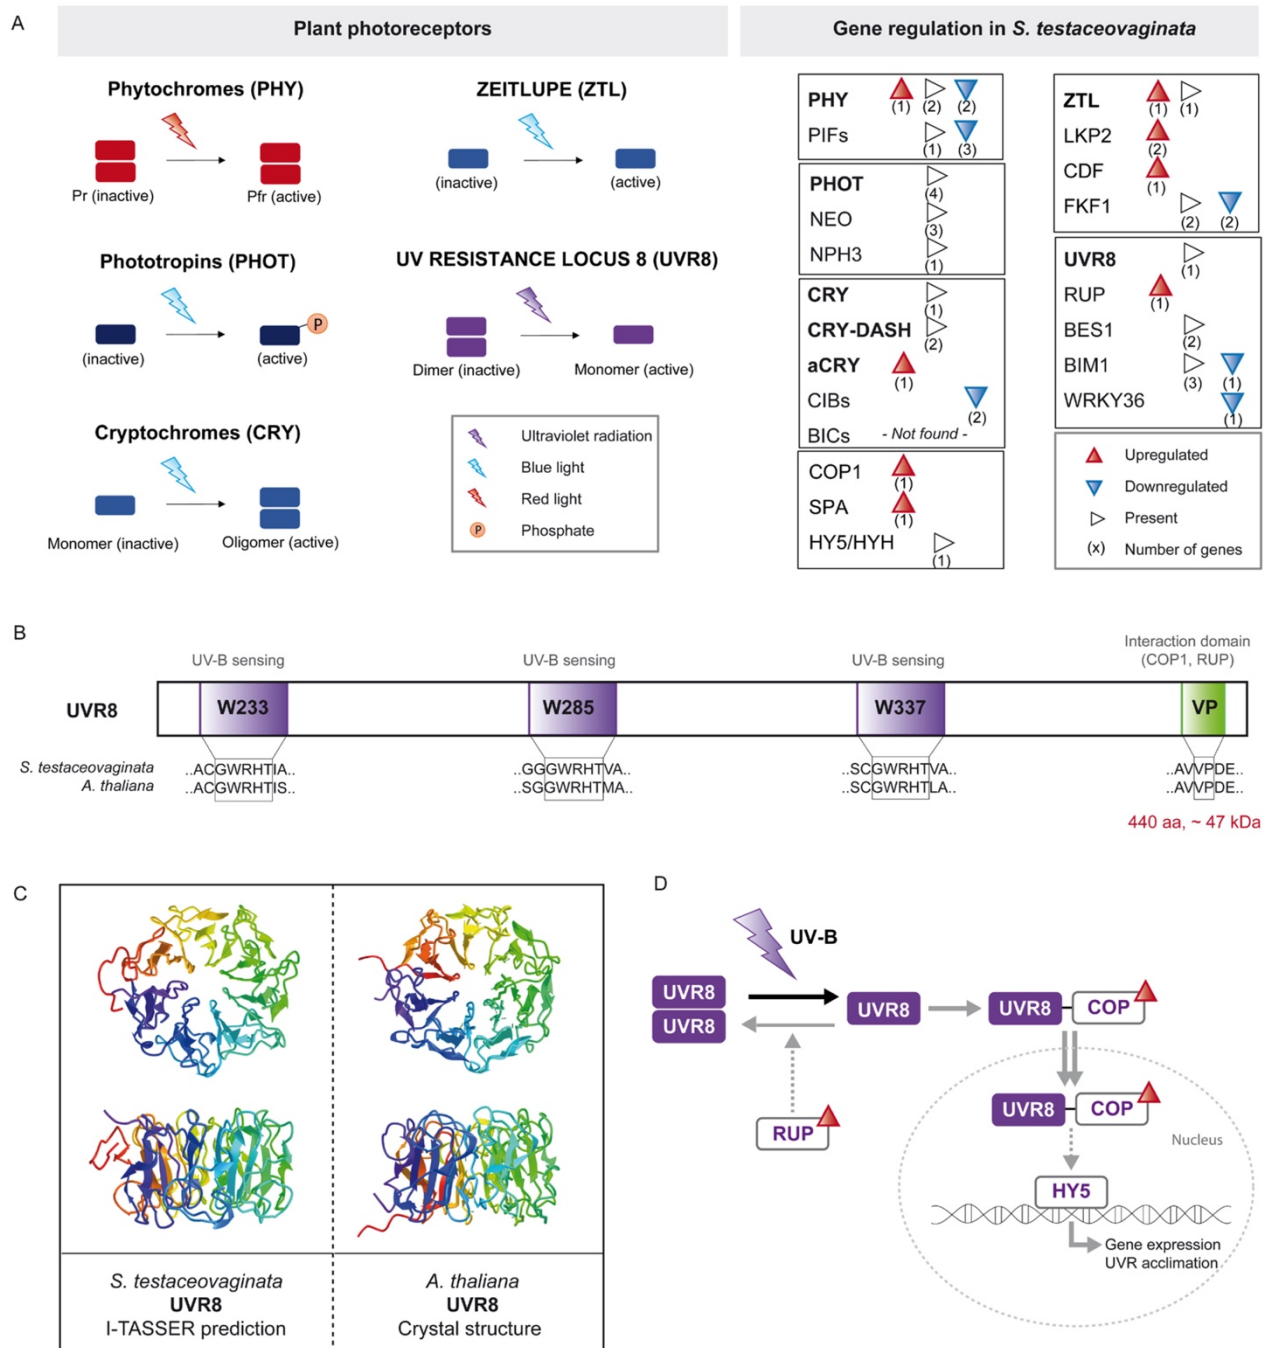 A
Plant photoreceptors
Phytochromes (PHY)
Pr (inactive)
Pfr (active)
ZEITLUPE (ZTL)
(inactive)
(active)
Phototropins (PHOT)
P
(inactive)
(active)
UV RESISTANCE LOCUS 8 (UVR8)
Dimer (inactive)
Monomer (active)
Cryptochromes (CRY)
Monomer (inactive)
Oligomer (active)
Ultraviolet radiation
Blue light
Red light
P Phosphate
Gene regulation in S. testaceovaginata
PHY
(1) (2) (2)
PIFs
(1) (3)
PHOT
(4)
NEO
(3)
NPH3
(1)
CRY
(1)
CRY-DASH
(2)
aCRY
(1)
CIBs
(2)
BICs - Not found -
COP1
(1)
SPA
(1)
HY5/HYH
(1)
ZTL
(1) (1)
LKP2
(2)
CDF
(1)
FKF1
(2) (2)
UVR8
(1)
RUP
(1)
BES1
(2)
BIM1
(3) (1)
WRKY36
(1)
Upregulated
Downregulated
Present
(x) Number of genes
B
UV-B sensing
UV-B sensing
UV-B sensing
Interaction domain
(COP1, RUP)
UVR8
W233
W285
W337
VP
S. testaceovaginata ..ACGWRHTIA.. ..GGGWRHTVA.. ..SCGWRHTVA.. ..AVVPDE..
A. thaliana ..ACGWRHTIS.. ..SGGWRHTMA.. ..SCGWRHTLA.. ..AVVPDE..
440 aa, ~ 47 kDa
C
S. testaceovaginata
UVR8
I-TASSER prediction
A. thaliana
UVR8
Crystal structure
D
UV-B
UVR8
UVR8
UVR8
UVR8 COP
RUP
UVR8 COP
Nucleus
HY5
Gene expression
UVR acclimation